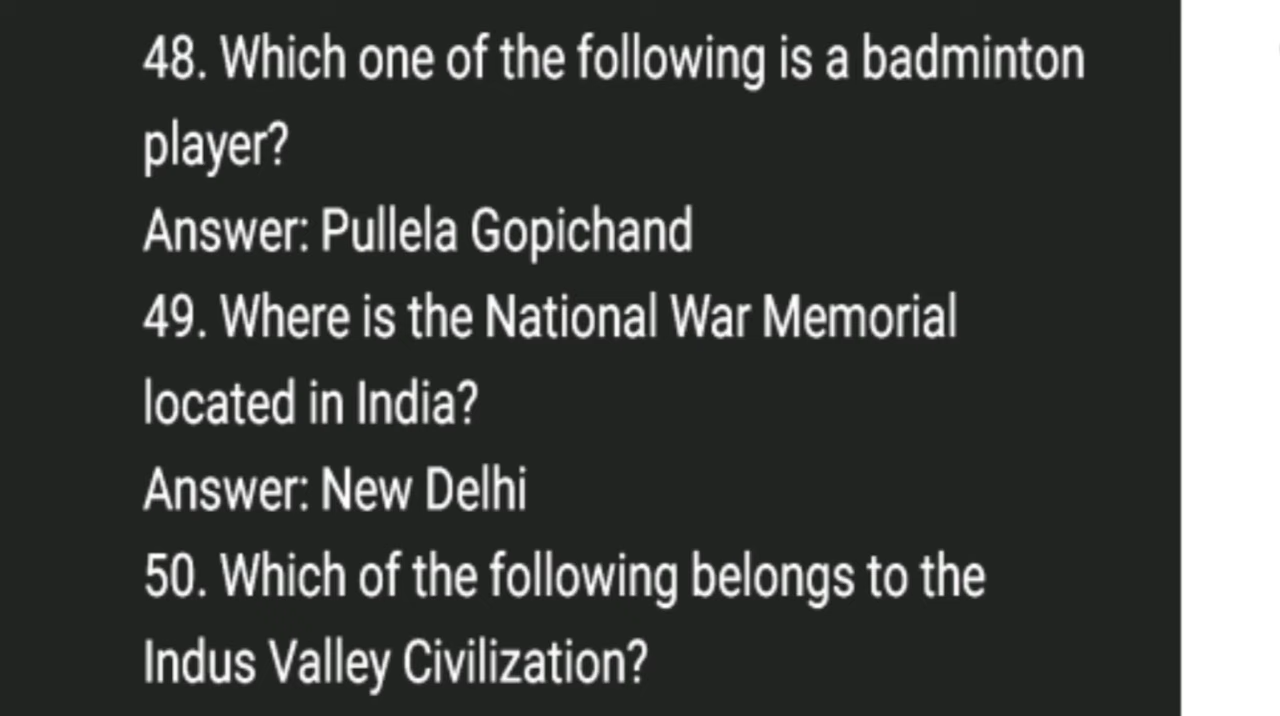 48. Which one of the following is a badminton
player?
Answer: Pullela Gopichand
49. Where is the National War Memorial
located in India?
Answer: New Delhi
50. Which of the following belongs to the
Indus Valley Civilization?